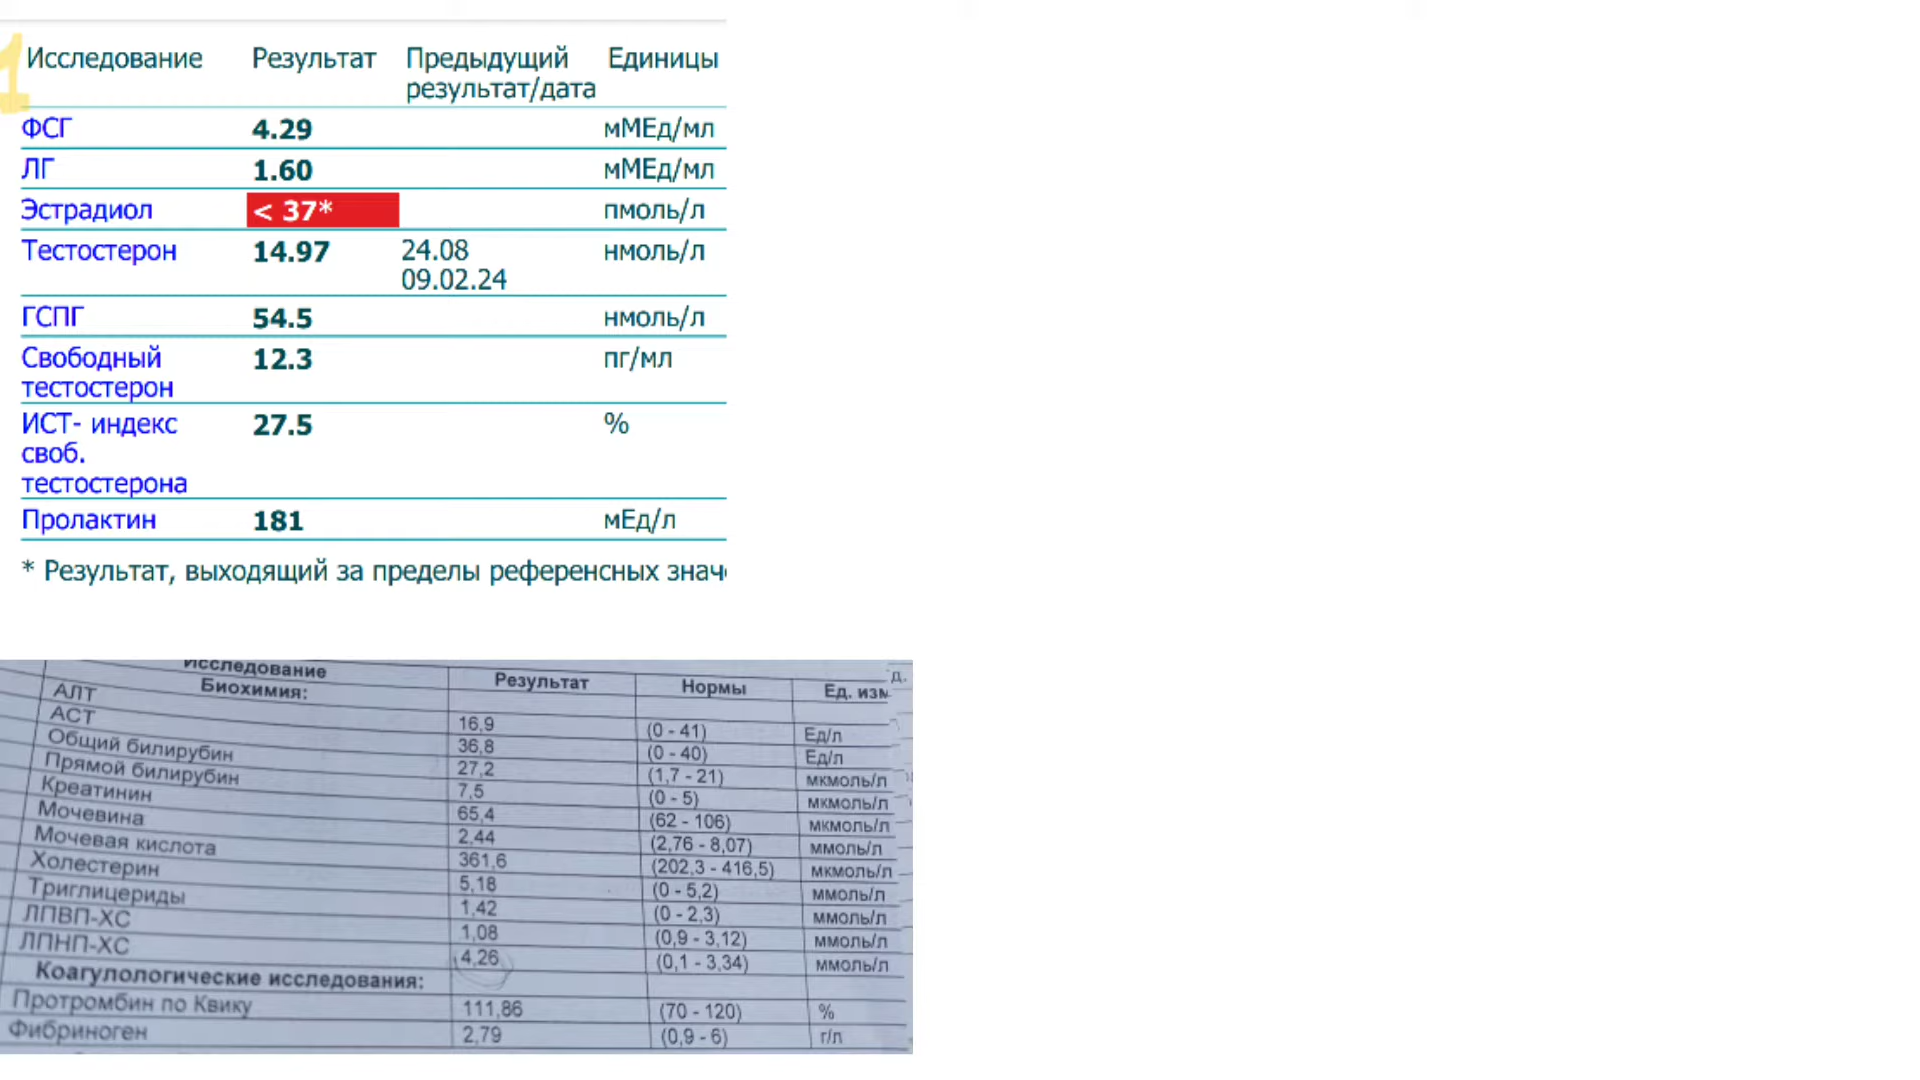 1
Исследование Результат Предыдущий результат/дата Единицы
ФСГ 4.29 мМЕд/мл
ЛГ 1.60 мМЕд/мл
Эстрадиол < 37* пмоль/л
Тестостерон 14.97 24.08 нмоль/л
09.02.24
ГСПГ 54.5 нмоль/л
Свободный 12.3 пг/мл
тестостерон
ИСТ- индекс 27.5 %
своб.
тестостерона
Пролактин 181 мЕд/л
* Результат, выходящий за пределы референсных знач
Исследование Результат Нормы Ед. изм
Биохимия:
АЛТ 16,9 (0 - 41) Ед/л
АСТ 36,8 (0 - 40) Ед/л
Общий билирубин 27,2 (1,7 - 21) мкмоль/л
Прямой билирубин 7,5 (0 - 5) мкмоль/л
Креатинин 65,4 (62 - 106) мкмоль/л
Мочевина 2,44 (2,76 - 8,07) ммоль/л
Мочевая кислота 361,6 (202,3 - 416,5) мкмоль/л
Холестерин 5,18 (0 - 5,2) ммоль/л
Триглицериды 1,42 (0 - 2,3) ммоль/л
ЛПВП-ХС 1,08 (0,9 - 3,12) ммоль/л
ЛПНП-ХС 4,26 (0,1 - 3,34) ммоль/л
Коагулологические исследования:
Протромбин по Квику 111,86 (70 - 120) %
Фибриноген 2,79 (0,9 - 6) г/л